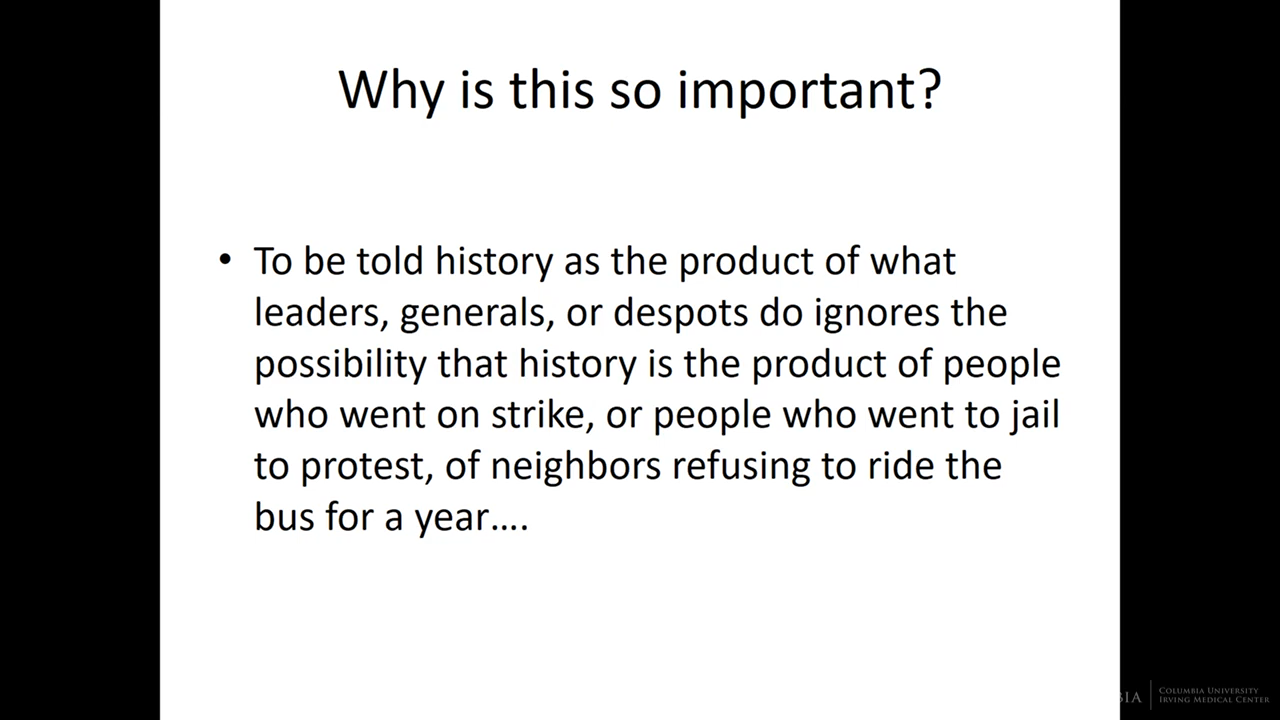 Why is this so important?
• To be told history as the product of what
leaders, generals, or despots do ignores the
possibility that history is the product of people
who went on strike, or people who went to jail
to protest, of neighbors refusing to ride the
bus for a year....
BIA
COLUMBIA UNIVERSITY
IRVING MEDICAL CENTER